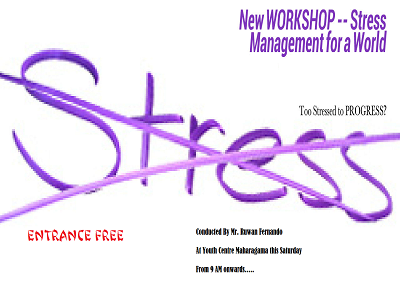 New WORKSHOP -- Stress
Management for a World
Stress
Too Stressed to PROGRESS?
ENTRANCE FREE
Conducted By Mr. Ruwan Fernando
At Youth Centre Maharagama this Saturday
From 9 AM onwards.....